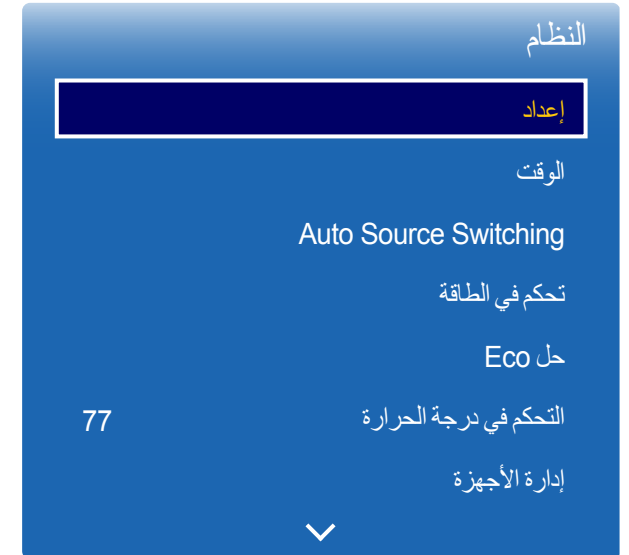 النظام
إعداد
الوقت
Auto Source Switching
تحكم في الطاقة
حل Eco
التحكم في درجة الحرارة 77
إدارة الأجهزة